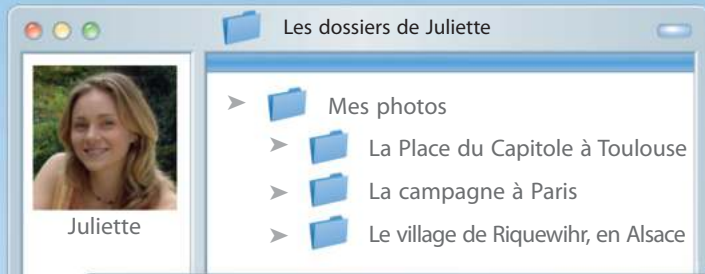 Les dossiers de Juliette
Mes photos
La Place du Capitole à Toulouse
La campagne à Paris
Le village de Riquewihr, en Alsace
Juliette